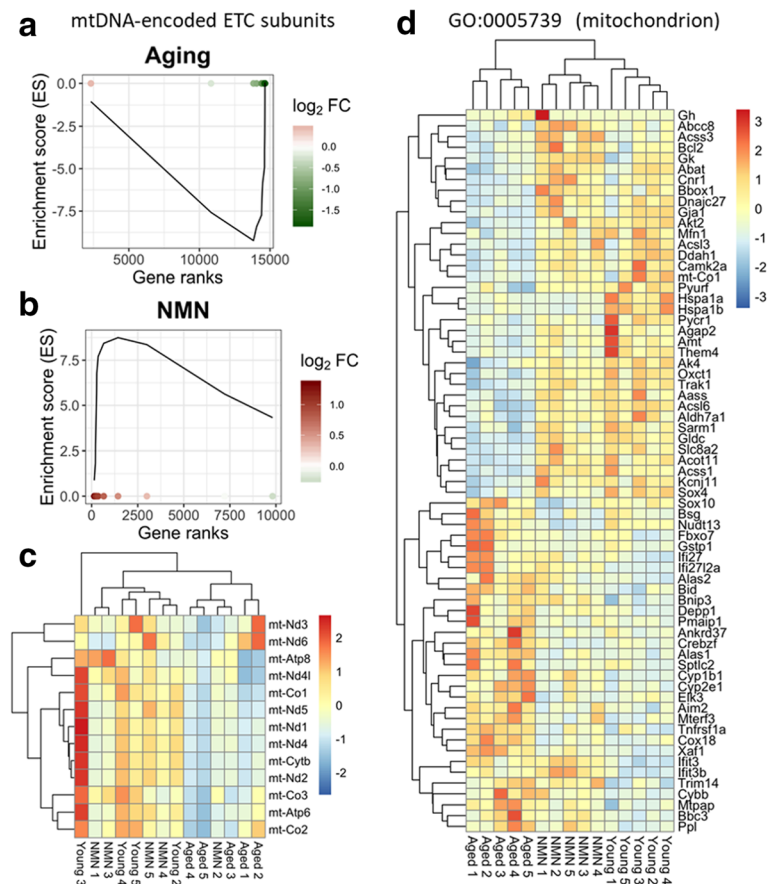 a
mtDNA-encoded ETC subunits
Aging
Enrichment score (ES)
0.0
-2.5
-5.0
-7.5
5000
10000
15000
Gene ranks
log2 FC
0.0
-0.5
-1.0
-1.5
b
NMN
Enrichment score (ES)
7.5
5.0
2.5
0.0
0
2500
5000
7500
10000
Gene ranks
log2 FC
1.0
0.5
0.0
c
mt-Nd3
mt-Nd6
mt-Atp8
mt-Nd4l
mt-Co1
mt-Nd5
mt-Nd1
mt-Nd4
mt-Cytb
mt-Nd2
mt-Co3
mt-Atp6
mt-Co2
Young 3
NMN 1
NMN 3
Young 4
Young 5
NMN 5
NMN 4
Young 2
Aged 4
Aged 5
NMN 2
Aged 3
Aged 1
Aged 2
2
1
0
-1
-2
d
GO:0005739 (mitochondrion)
Gh
Abcc8
Acss3
Bcl2
Gk
Abat
Cnr1
Bbox1
Dnajc27
Gja1
Akt2
Mfn1
Acsl3
Ddah1
Camk2a
mt-Co1
Pyurf
Hspa1a
Hspa1b
Pycr1
Agap2
Amt
Them4
Ak4
Oxct1
Trak1
Aass
Acsl6
Aldh7a1
Sarm1
Gldc
Slc8a2
Acot11
Acss1
Kcnj11
Sox4
Sox10
Bsg
Nudt13
Fbxo7
Gstp1
Ifi27
Ifi27l2a
Alas2
Bid
Bnip3
Depp1
Pmaip1
Ankrd37
Crebzf
Alas1
Sptlc2
Cyp1b1
Cyp2e1
Elk3
Aim2
Mterf3
Tnfrsf1a
Cox18
Xaf1
Ifit3
Ifit3b
Trim14
Cybb
Mtpap
Bbc3
Ppl
Aged 1
Aged 2
Aged 3
Aged 4
Aged 5
NMN 1
NMN 2
NMN 5
NMN 3
NMN 4
Young 1
Young 5
Young 3
Young 2
Young 4
3
2
1
0
-1
-2
-3